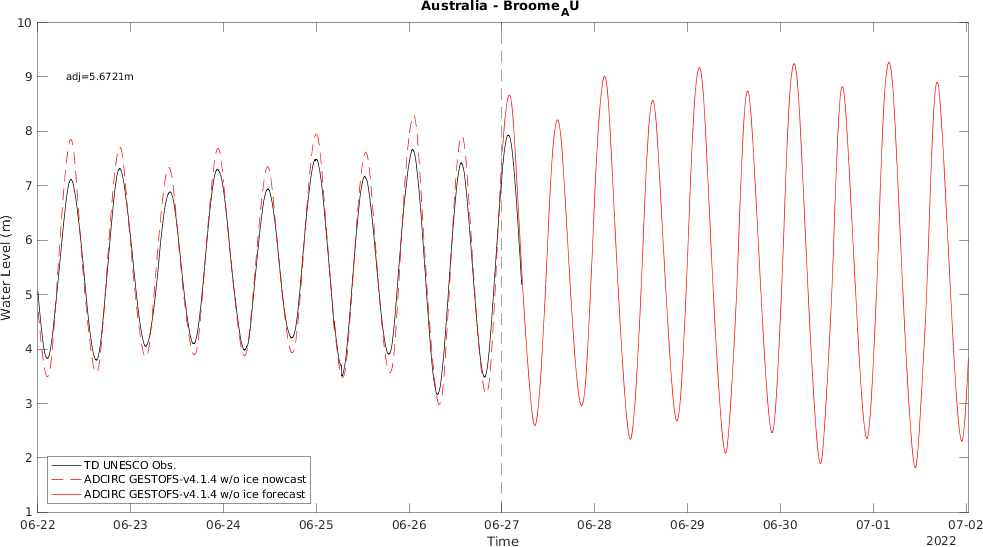 Australia - Broome_AU
10
adj=5.6721m
9
8
7
6
5
4
3
2
1
Water Level (m)
TD UNESCO Obs.
ADCIRC GESTOFS-v4.1.4 w/o ice nowcast
ADCIRC GESTOFS-v4.1.4 w/o ice forecast
06-22 06-23 06-24 06-25 06-26 06-27 06-28 06-29 06-30 07-01 07-02
Time
2022